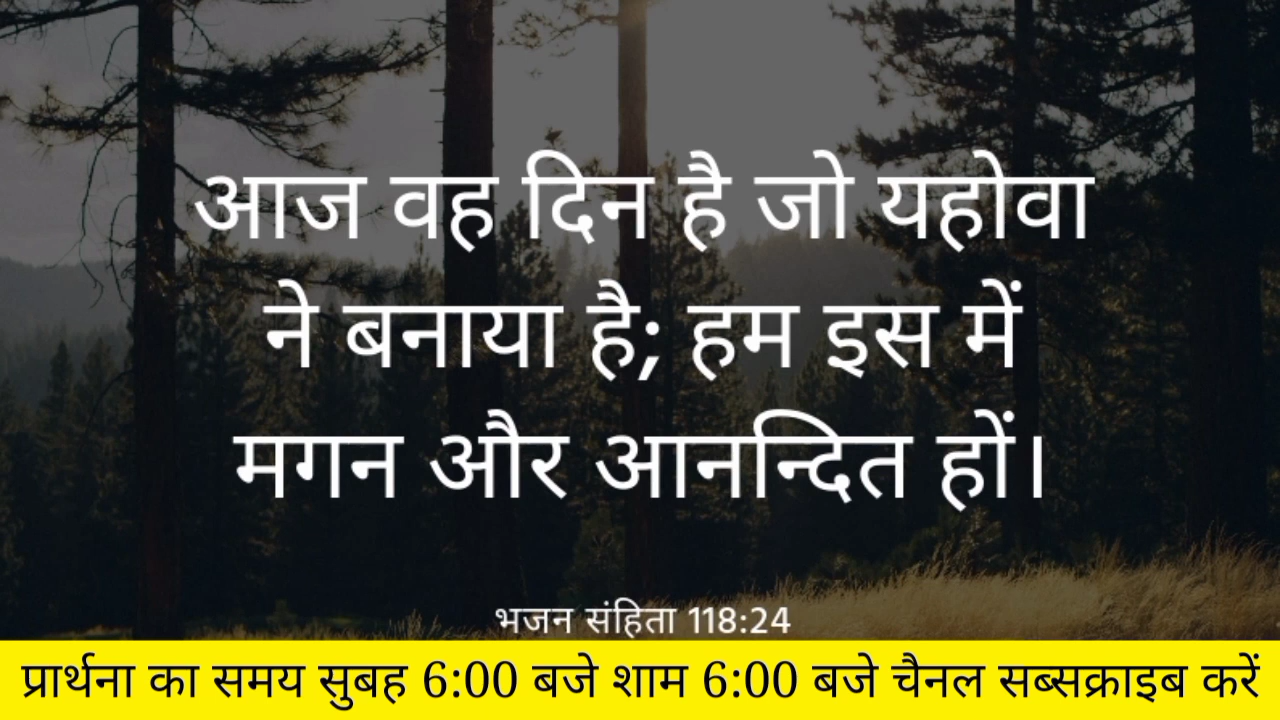 आज वह दिन है जो यहोवा
ने बनाया है; हम इस में
मगन और आनन्दित हों।
भजन संहिता 118:24
प्रार्थना का समय सुबह 6:00 बजे शाम 6:00 बजे चैनल सब्सक्राइब करें